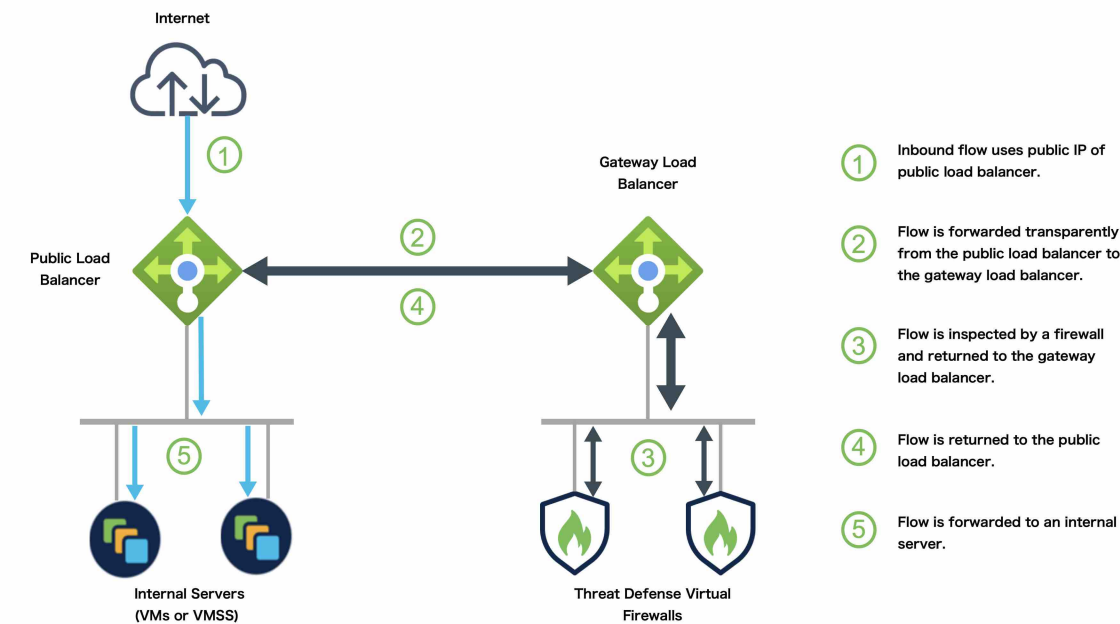 Internet
1
Gateway Load
Balancer
2
Public Load
Balancer
4
5
3
Internal Servers
(VMs or VMSS)
Threat Defense Virtual
Firewalls
1
Inbound flow uses public IP of
public load balancer.
2
Flow is forwarded transparently
from the public load balancer to
the gateway load balancer.
3
Flow is inspected by a firewall
and returned to the gateway
load balancer.
4
Flow is returned to the public
load balancer.
5
Flow is forwarded to an internal
server.